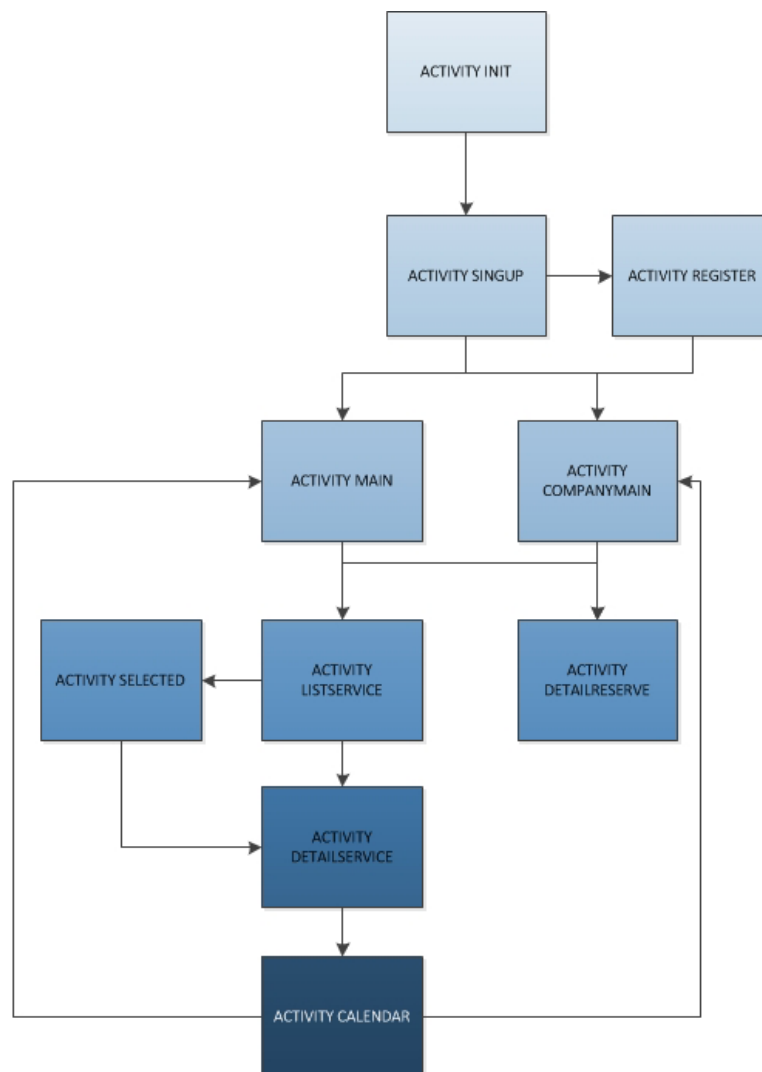 ACTIVITY INIT
ACTIVITY SINGUP
ACTIVITY REGISTER
ACTIVITY MAIN
ACTIVITY
COMPANYMAIN
ACTIVITY SELECTED
ACTIVITY
LISTSERVICE
ACTIVITY
DETAILRESERVE
ACTIVITY
DETAILSERVICE
ACTIVITY CALENDAR